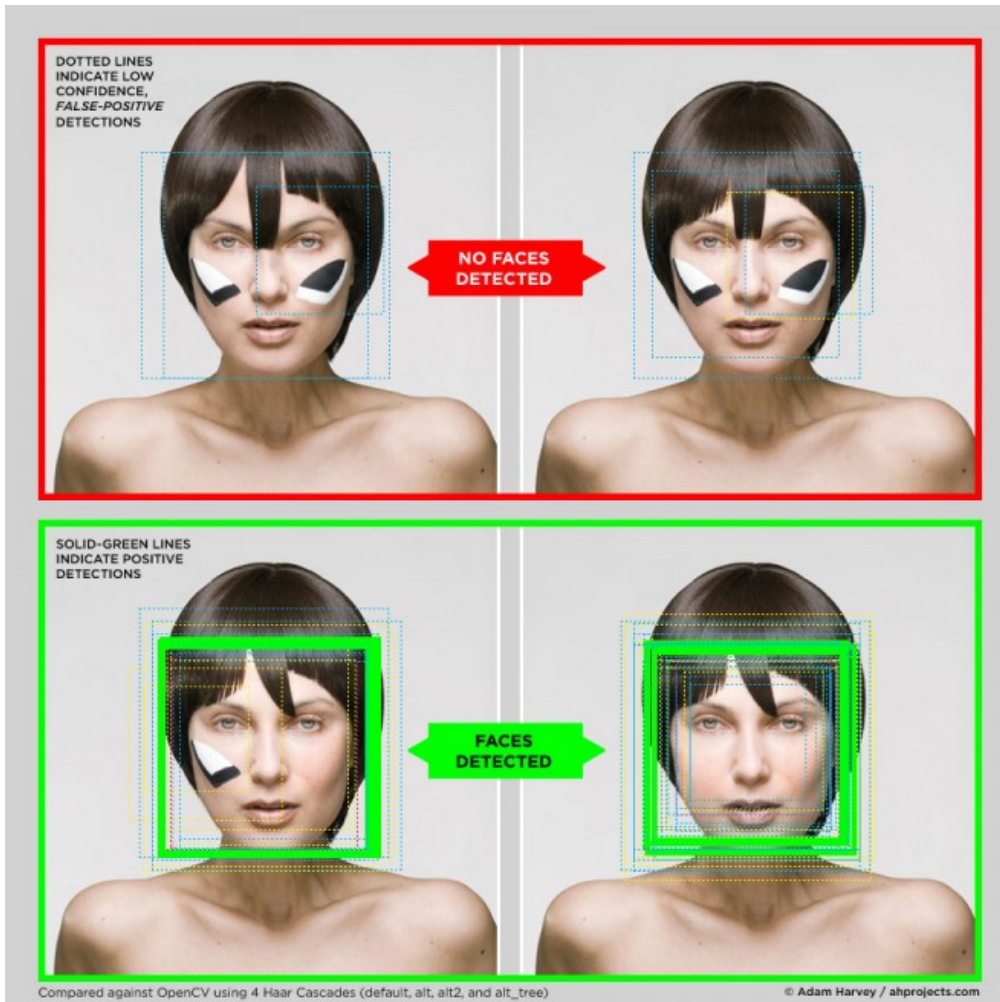 DOTTED LINES
INDICATE LOW
CONFIDENCE,
FALSE-POSITIVE
DETECTIONS
NO FACES
DETECTED
SOLID-GREEN LINES
INDICATE POSITIVE
DETECTIONS
FACES
DETECTED
Compared against OpenCV using 4 Haar Cascades (default, alt, alt2, and alt_tree)
© Adam Harvey / ahprojects.com